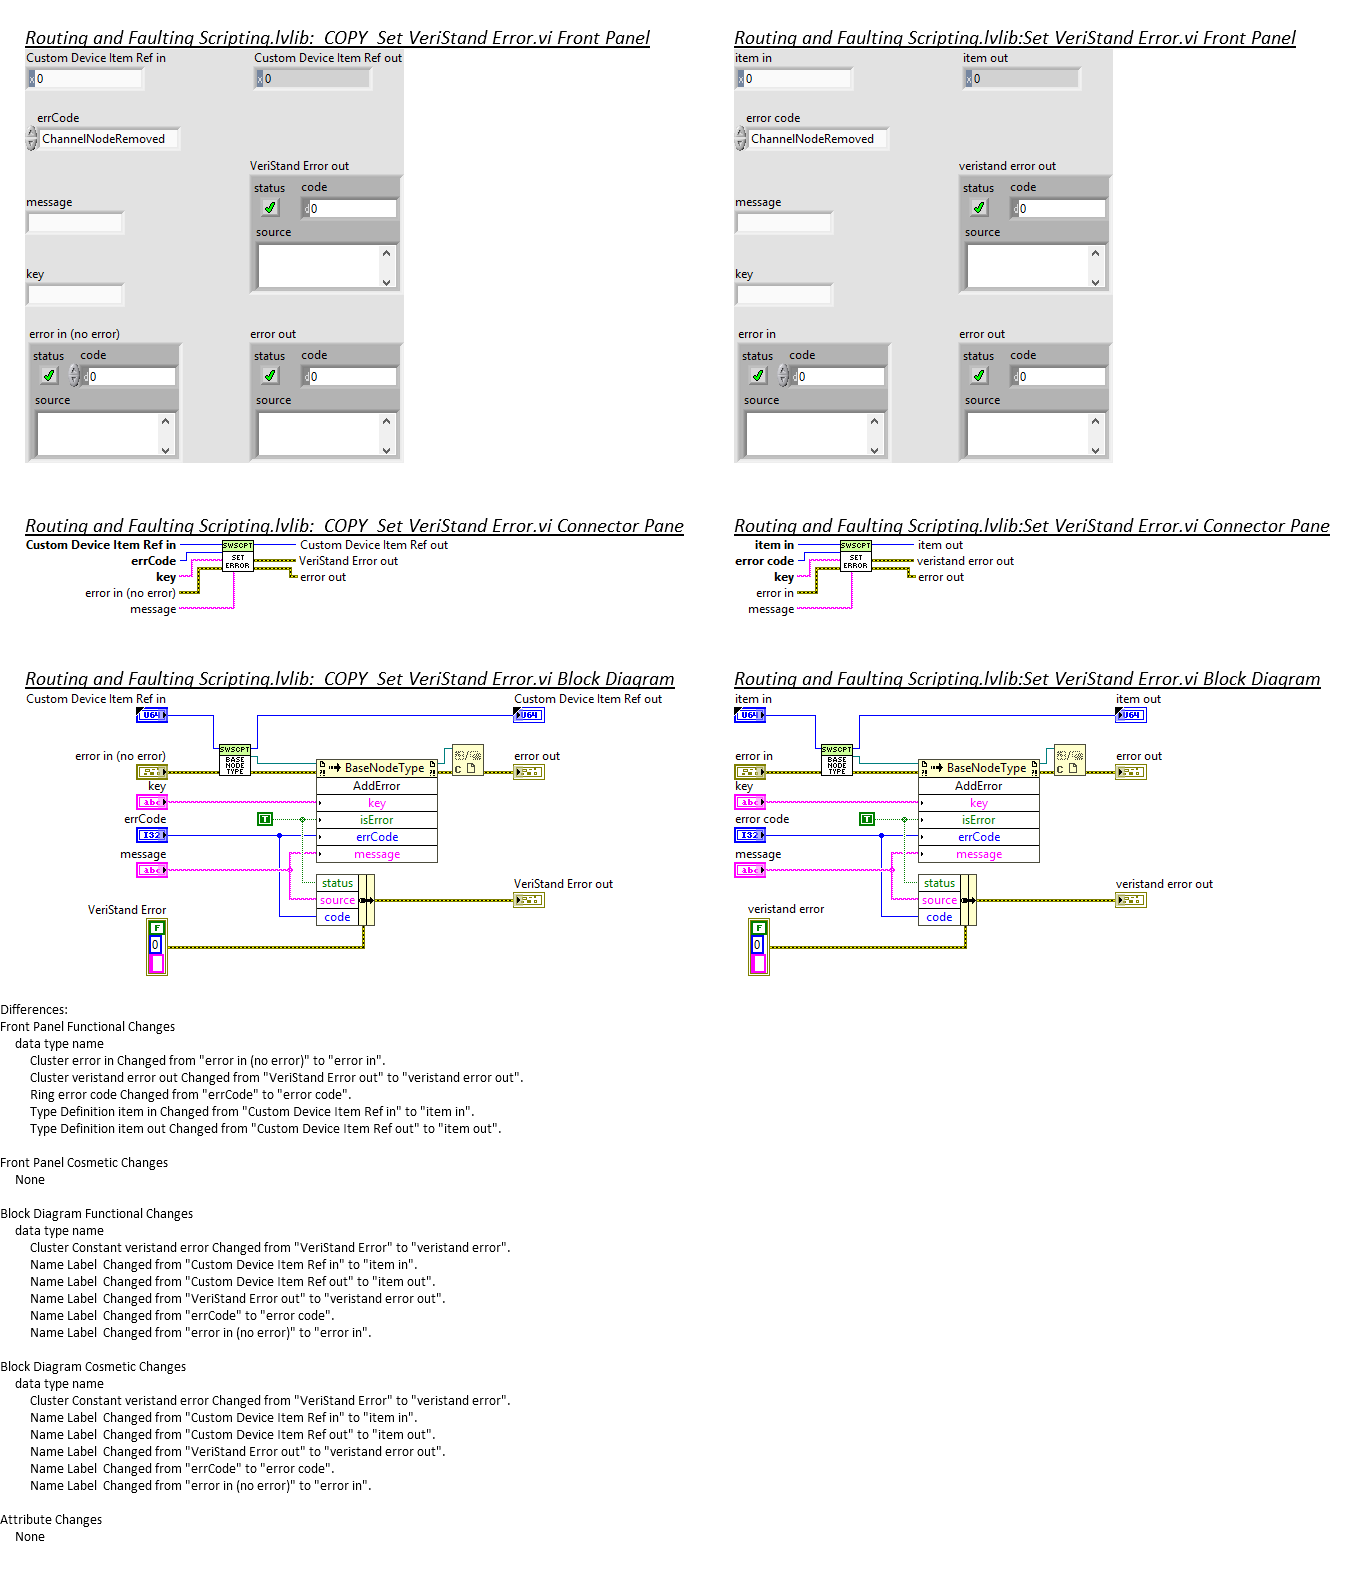 Routing and Faulting Scripting.lvlib:_COPY_Set VeriStand Error.vi Front Panel
Custom Device Item Ref in
Custom Device Item Ref out
x 0
x 0
errCode
ChannelNodeRemoved
VeriStand Error out
status
code
d 0
message
source
key
error in (no error)
error out
status
code
status
code
d 0
d 0
source
source
Routing and Faulting Scripting.lvlib:Set VeriStand Error.vi Front Panel
item in
item out
x 0
x 0
error code
ChannelNodeRemoved
veristand error out
status
code
d 0
message
source
key
error in
error out
status
code
status
code
d 0
d 0
source
source
Routing and Faulting Scripting.lvlib:_COPY_Set VeriStand Error.vi Connector Pane
Custom Device Item Ref in
errCode
key
error in (no error)
message
SWSCPT
SET
ERROR
Custom Device Item Ref out
VeriStand Error out
error out
Routing and Faulting Scripting.lvlib:Set VeriStand Error.vi Connector Pane
item in
error code
key
error in
message
SWSCPT
SET
ERROR
item out
veristand error out
error out
Routing and Faulting Scripting.lvlib:_COPY_Set VeriStand Error.vi Block Diagram
Custom Device Item Ref in
Custom Device Item Ref out
U64
U64
error in (no error)
SWSCPT
BASE
NODE
TYPE
error out
BaseNodeType
key
abc
AddError
key
errCode
T
isError
I32
errCode
message
message
abc
status
VeriStand Error out
source
VeriStand Error
code
F
0
Routing and Faulting Scripting.lvlib:Set VeriStand Error.vi Block Diagram
item in
item out
U64
U64
error in
SWSCPT
BASE
NODE
TYPE
error out
BaseNodeType
key
abc
AddError
key
error code
T
isError
I32
errCode
message
message
abc
status
veristand error out
source
veristand error
code
F
0
Differences:
Front Panel Functional Changes
data type name
Cluster error in Changed from "error in (no error)" to "error in".
Cluster veristand error out Changed from "VeriStand Error out" to "veristand error out".
Ring error code Changed from "errCode" to "error code".
Type Definition item in Changed from "Custom Device Item Ref in" to "item in".
Type Definition item out Changed from "Custom Device Item Ref out" to "item out".
Front Panel Cosmetic Changes
None
Block Diagram Functional Changes
data type name
Cluster Constant veristand error Changed from "VeriStand Error" to "veristand error".
Name Label  Changed from "Custom Device Item Ref in" to "item in".
Name Label  Changed from "Custom Device Item Ref out" to "item out".
Name Label  Changed from "VeriStand Error out" to "veristand error out".
Name Label  Changed from "errCode" to "error code".
Name Label  Changed from "error in (no error)" to "error in".
Block Diagram Cosmetic Changes
data type name
Cluster Constant veristand error Changed from "VeriStand Error" to "veristand error".
Name Label  Changed from "Custom Device Item Ref in" to "item in".
Name Label  Changed from "Custom Device Item Ref out" to "item out".
Name Label  Changed from "VeriStand Error out" to "veristand error out".
Name Label  Changed from "errCode" to "error code".
Name Label  Changed from "error in (no error)" to "error in".
Attribute Changes
None